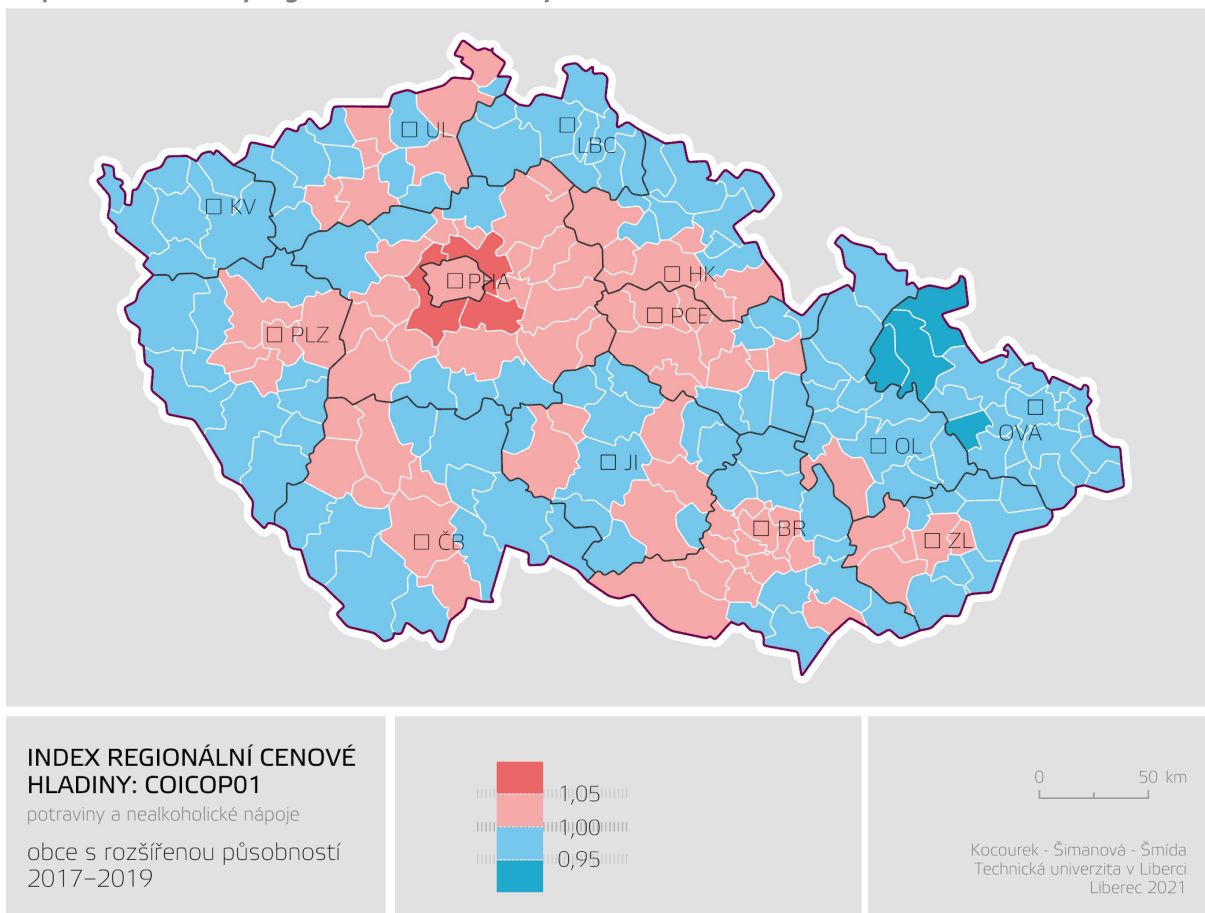 UL
LBC
KV
PHA
HK
PCE
PLZ
OVA
OL
JI
BR
ČB
ZL
INDEX REGIONÁLNÍ CENOVÉ
HLADINY: COICOP01
potraviny a nealkoholické nápoje
obce s rozšířenou působností
2017–2019
1,05
1,00
0,95
0 50 km
Kocourek - Šimanová - Šmída
Technická univerzita v Liberci
Liberec 2021